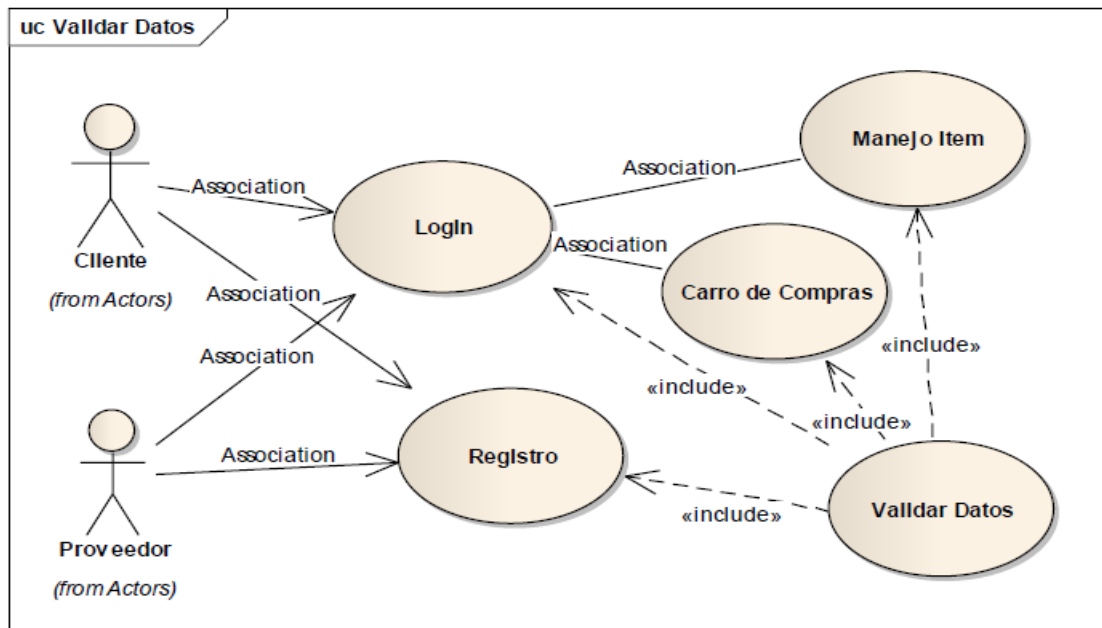 uc Validar Datos
Manejo Item
Association
Association
LogIn
Association
Carro de Compras
Cliente
(from Actors)
Association
Association
«include»
«include»
«include»
Registro
Association
Validar Datos
«include»
Proveedor
(from Actors)